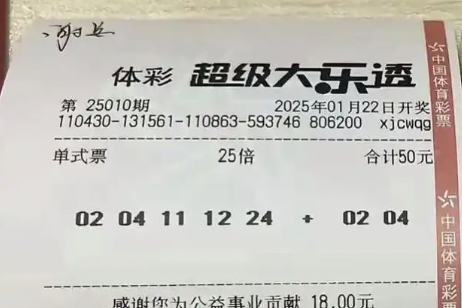 体彩 超级大乐透
第 25010期 2025年01月22日开奖
110430-131561-110863-593746 806200 xjcwqg
单式票 25倍 合计50元
02 04 11 12 24 + 02 04
感谢您为公益事业贡献 18.00元
中国体育彩票
中国体育彩票